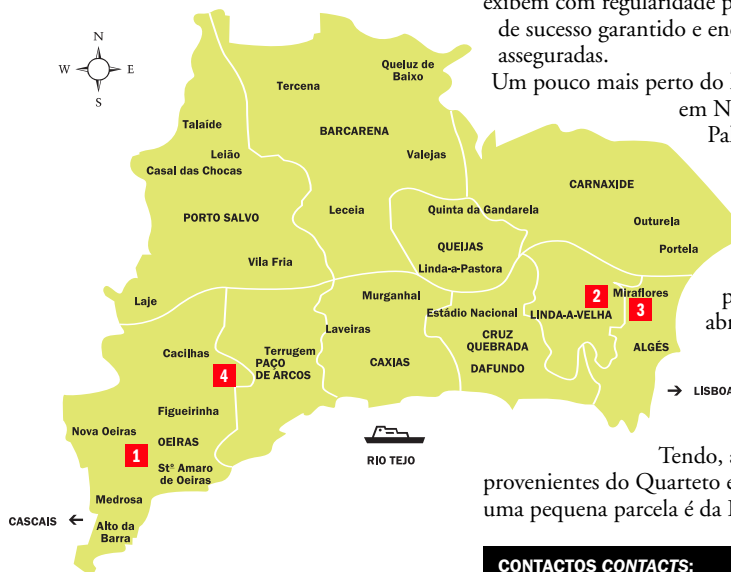 exibem com regularidade
de sucesso garantido e
asseguradas.
Um pouco mais perto do
em
N
W
E
S
Queluz de
Baixo
Tercena
Talaíde
BARCARENA
Leião
Valejas
Casal das Chocas
CARNAXIDE
PORTO SALVO
Leceia
Quinta da Gandarela
Outurela
QUEIJAS
Portela
Vila Fria
Linda-a-Pastora
Laje
Murganhal
2
Miraflores
3
Estádio Nacional
LINDA-A-VELHA
Laveiras
CRUZ
QUEBRADA
ALGÉS
Cacilhas
Terrugem
PAÇO
DE ARCOS
CAXIAS
DAFUNDO
4
→ LISBOA
Figueirinha
Nova Oeiras
OEIRAS
1
RIO TEJO
Stª Amaro
de Oeiras
Medrosa
CASCAIS ←
Alto da
Barra
Tendo,
provenientes do Quarteto
uma pequena parcela é da
CONTACTOS CONTACTS: